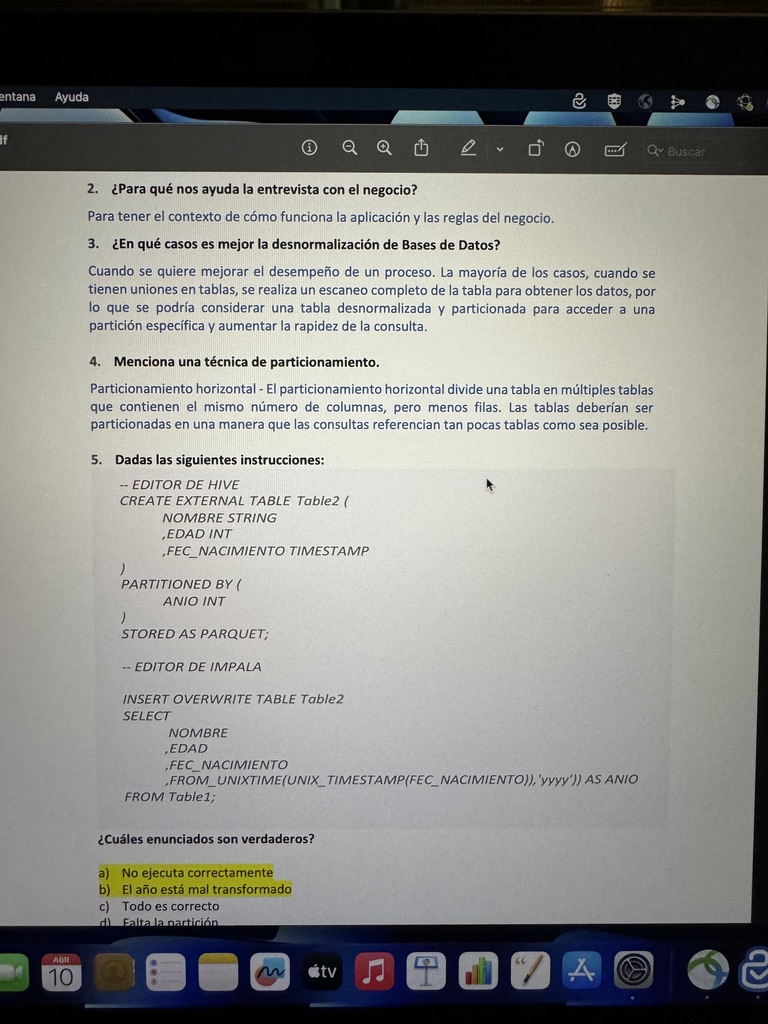 entana Ayuda
lf
Buscar
2. ¿Para qué nos ayuda la entrevista con el negocio?
Para tener el contexto de cómo funciona la aplicación y las reglas del negocio.
3. ¿En qué casos es mejor la desnormalización de Bases de Datos?
Cuando se quiere mejorar el desempeño de un proceso. La mayoría de los casos, cuando se
tienen uniones en tablas, se realiza un escaneo completo de la tabla para obtener los datos, por
lo que se podría considerar una tabla desnormalizada y particionada para acceder a una
partición específica y aumentar la rapidez de la consulta.
4. Menciona una técnica de particionamiento.
Particionamiento horizontal - El particionamiento horizontal divide una tabla en múltiples tablas
que contienen el mismo número de columnas, pero menos filas. Las tablas deberían ser
particionadas en una manera que las consultas referencian tan pocas tablas como sea posible.
5. Dadas las siguientes instrucciones:
-- EDITOR DE HIVE
CREATE EXTERNAL TABLE Table2 (
NOMBRE STRING
,EDAD INT
,FEC_NACIMIENTO TIMESTAMP
)
PARTITIONED BY (
ANIO INT
)
STORED AS PARQUET;
-- EDITOR DE IMPALA
INSERT OVERWRITE TABLE Table2
SELECT
NOMBRE
,EDAD
,FEC_NACIMIENTO
,FROM_UNIXTIME(UNIX_TIMESTAMP(FEC_NACIMIENTO)),'yyyy')) AS ANIO
FROM Table1;
¿Cuáles enunciados son verdaderos?
a) No ejecuta correctamente
b) El año está mal transformado
c) Todo es correcto
d) Falta la partición
ABR
10
tv